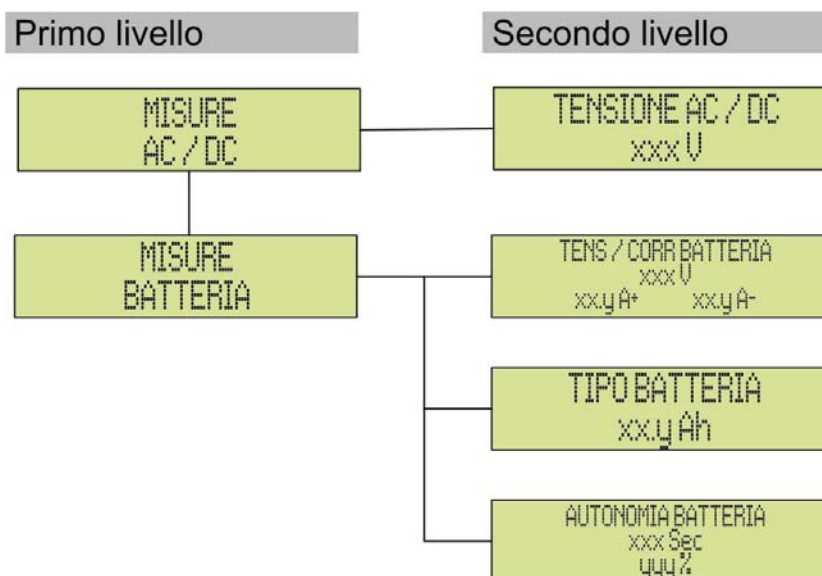 Primo livello
Secondo livello
MISURE
AC / DC
TENSIONE AC / DC
xxx V
MISURE
BATTERIA
TENS / CORR BATTERIA
xxx V
xx.y A+ xx.y A-
TIPO BATTERIA
xx.y Ah
AUTONOMIA BATTERIA
xxx Sec
yyy %